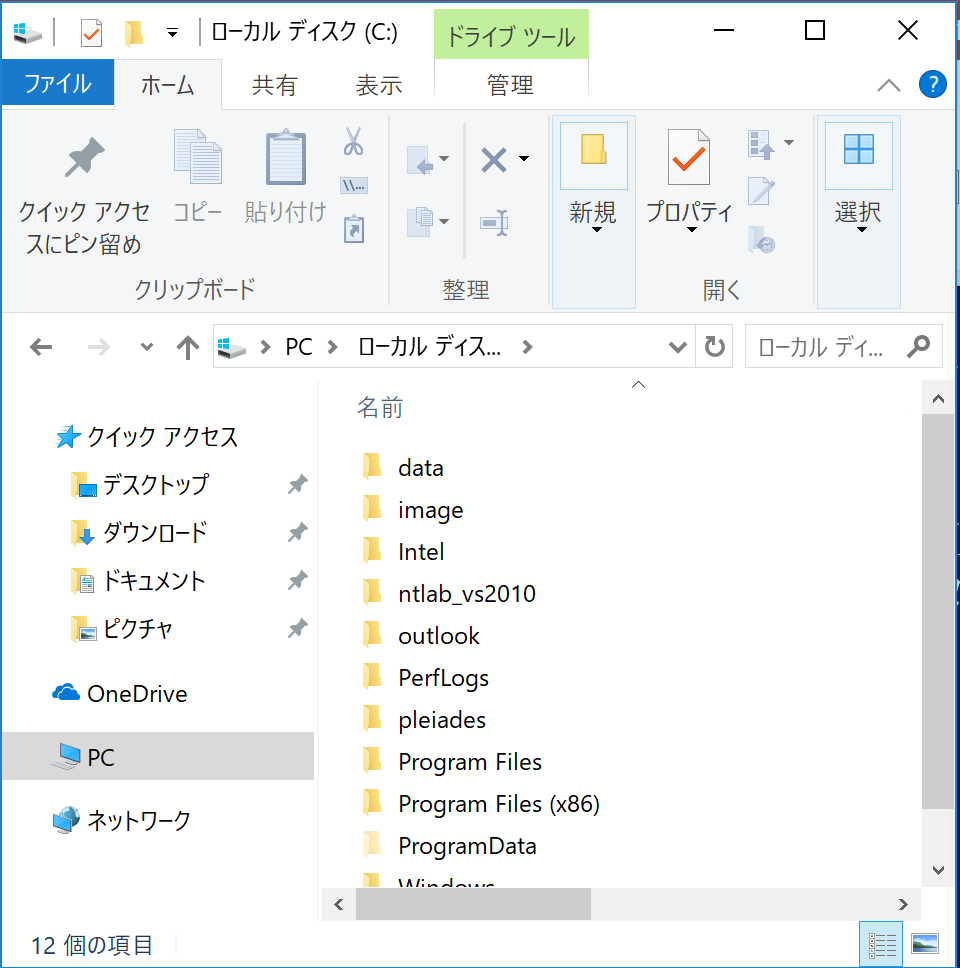 ローカル ディスク (C:)
ドライブ ツール
ファイル
ホーム
共有
表示
管理
クイック アクセ
スにピン留め
コピー
貼り付け
新規
プロパティ
選択
クリップボード
整理
開く
PC
ローカル ディス...
ローカル ディ...
名前
クイック アクセス
デスクトップ
ダウンロード
ドキュメント
ピクチャ
OneDrive
PC
ネットワーク
data
image
Intel
ntlab_vs2010
outlook
PerfLogs
pleiades
Program Files
Program Files (x86)
ProgramData
Windows
12 個の項目